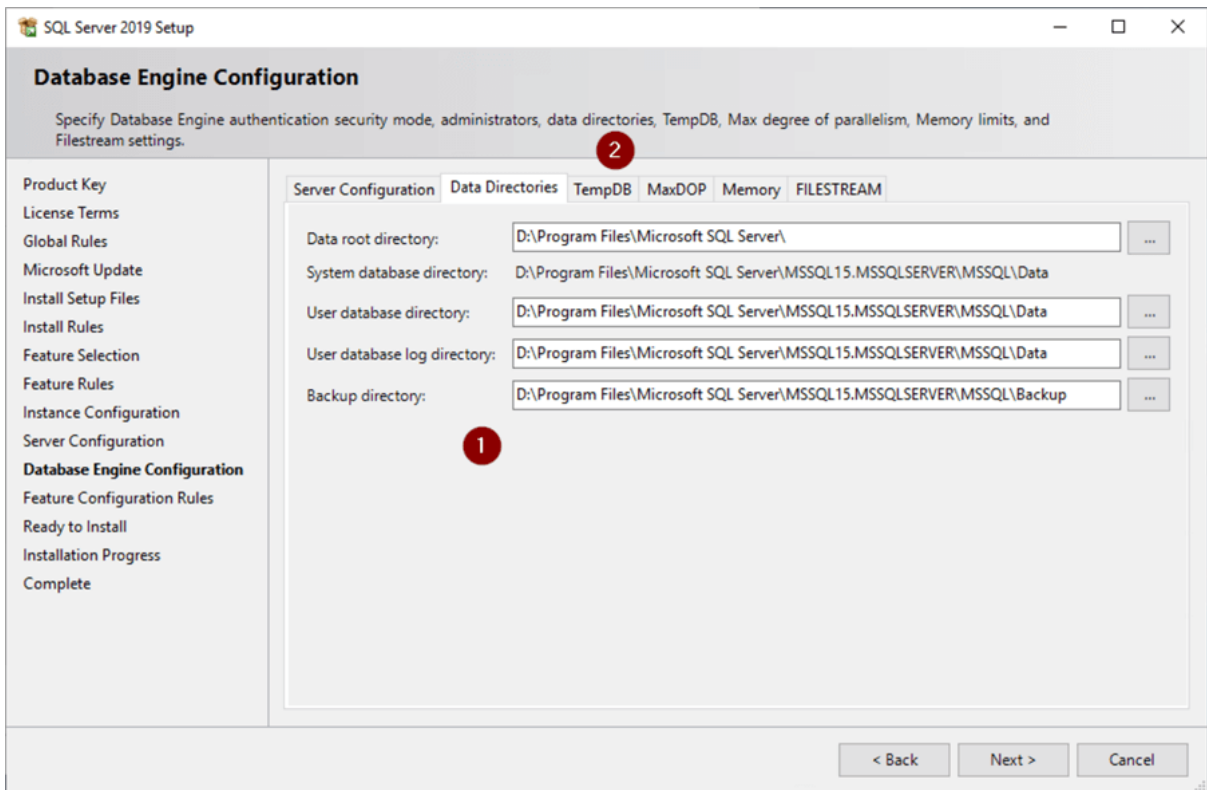 SQL Server 2019 Setup
Database Engine Configuration
Specify Database Engine authentication security mode, administrators, data directories, TempDB, Max degree of parallelism, Memory limits, and
Filestream settings.
2
Product Key
License Terms
Global Rules
Microsoft Update
Install Setup Files
Install Rules
Feature Selection
Feature Rules
Instance Configuration
Server Configuration
Database Engine Configuration
Feature Configuration Rules
Ready to Install
Installation Progress
Complete
Server Configuration Data Directories TempDB MaxDOP Memory FILESTREAM
Data root directory: D:\Program Files\Microsoft SQL Server\ ...
System database directory: D:\Program Files\Microsoft SQL Server\MSSQL15.MSSQLSERVER\MSSQL\Data
User database directory: D:\Program Files\Microsoft SQL Server\MSSQL15.MSSQLSERVER\MSSQL\Data ...
User database log directory: D:\Program Files\Microsoft SQL Server\MSSQL15.MSSQLSERVER\MSSQL\Data ...
Backup directory: D:\Program Files\Microsoft SQL Server\MSSQL15.MSSQLSERVER\MSSQL\Backup ...
1
< Back Next > Cancel